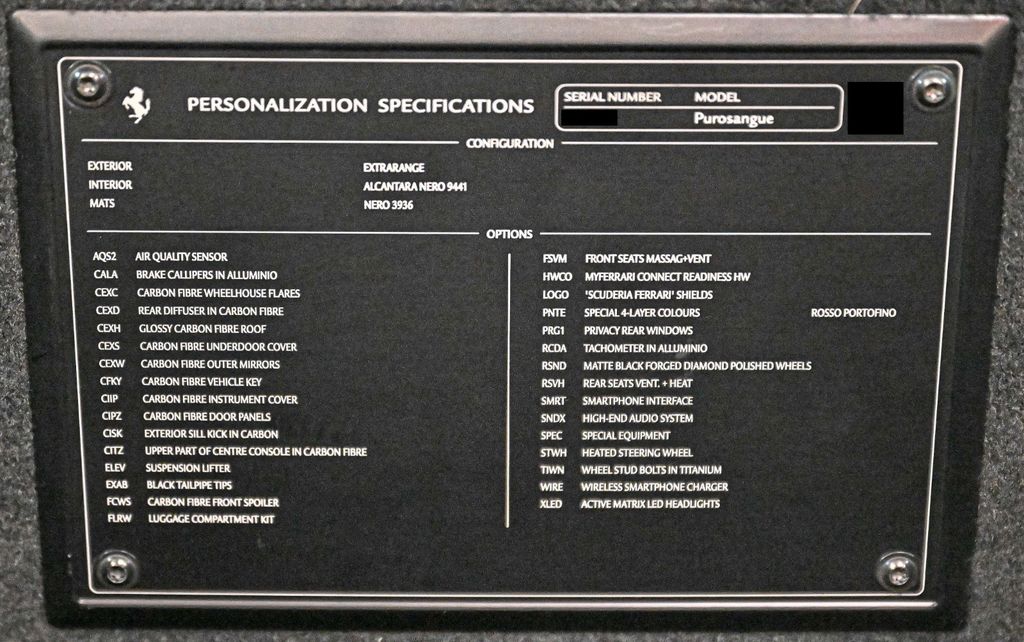 PERSONALIZATION SPECIFICATIONS
SERIAL NUMBER MODEL
Purosangue
CONFIGURATION
EXTERIOR EXTRARANGE
INTERIOR ALCANTARA NERO 9441
MATS NERO 3936
OPTIONS
AQS2 AIR QUALITY SENSOR
CALA BRAKE CALLIPERS IN ALLUMINIO
CEXC CARBON FIBRE WHEELHOUSE FLARES
CEXD REAR DIFFUSER IN CARBON FIBRE
CEXH GLOSSY CARBON FIBRE ROOF
CEXS CARBON FIBRE UNDERDOOR COVER
CEXW CARBON FIBRE OUTER MIRRORS
CFKY CARBON FIBRE VEHICLE KEY
CIIP CARBON FIBRE INSTRUMENT COVER
CIPZ CARBON FIBRE DOOR PANELS
CISK EXTERIOR SILL KICK IN CARBON
CITZ UPPER PART OF CENTRE CONSOLE IN CARBON FIBRE
ELEV SUSPENSION LIFTER
EXAB BLACK TAILPIPE TIPS
FCWS CARBON FIBRE FRONT SPOILER
FLRW LUGGAGE COMPARTMENT KIT
FSVM FRONT SEATS MASSAG+VENT
HWCO MYFERRARI CONNECT READINESS HW
LOGO 'SCUDERIA FERRARI' SHIELDS
PNTE SPECIAL 4-LAYER COLOURS ROSSO PORTOFINO
PRG1 PRIVACY REAR WINDOWS
RCDA TACHOMETER IN ALLUMINIO
RSND MATTE BLACK FORGED DIAMOND POLISHED WHEELS
RSVH REAR SEATS VENT. + HEAT
SMRT SMARTPHONE INTERFACE
SNDX HIGH-END AUDIO SYSTEM
SPEC SPECIAL EQUIPMENT
STWH HEATED STEERING WHEEL
TIWN WHEEL STUD BOLTS IN TITANIUM
WIRE WIRELESS SMARTPHONE CHARGER
XLED ACTIVE MATRIX LED HEADLIGHTS